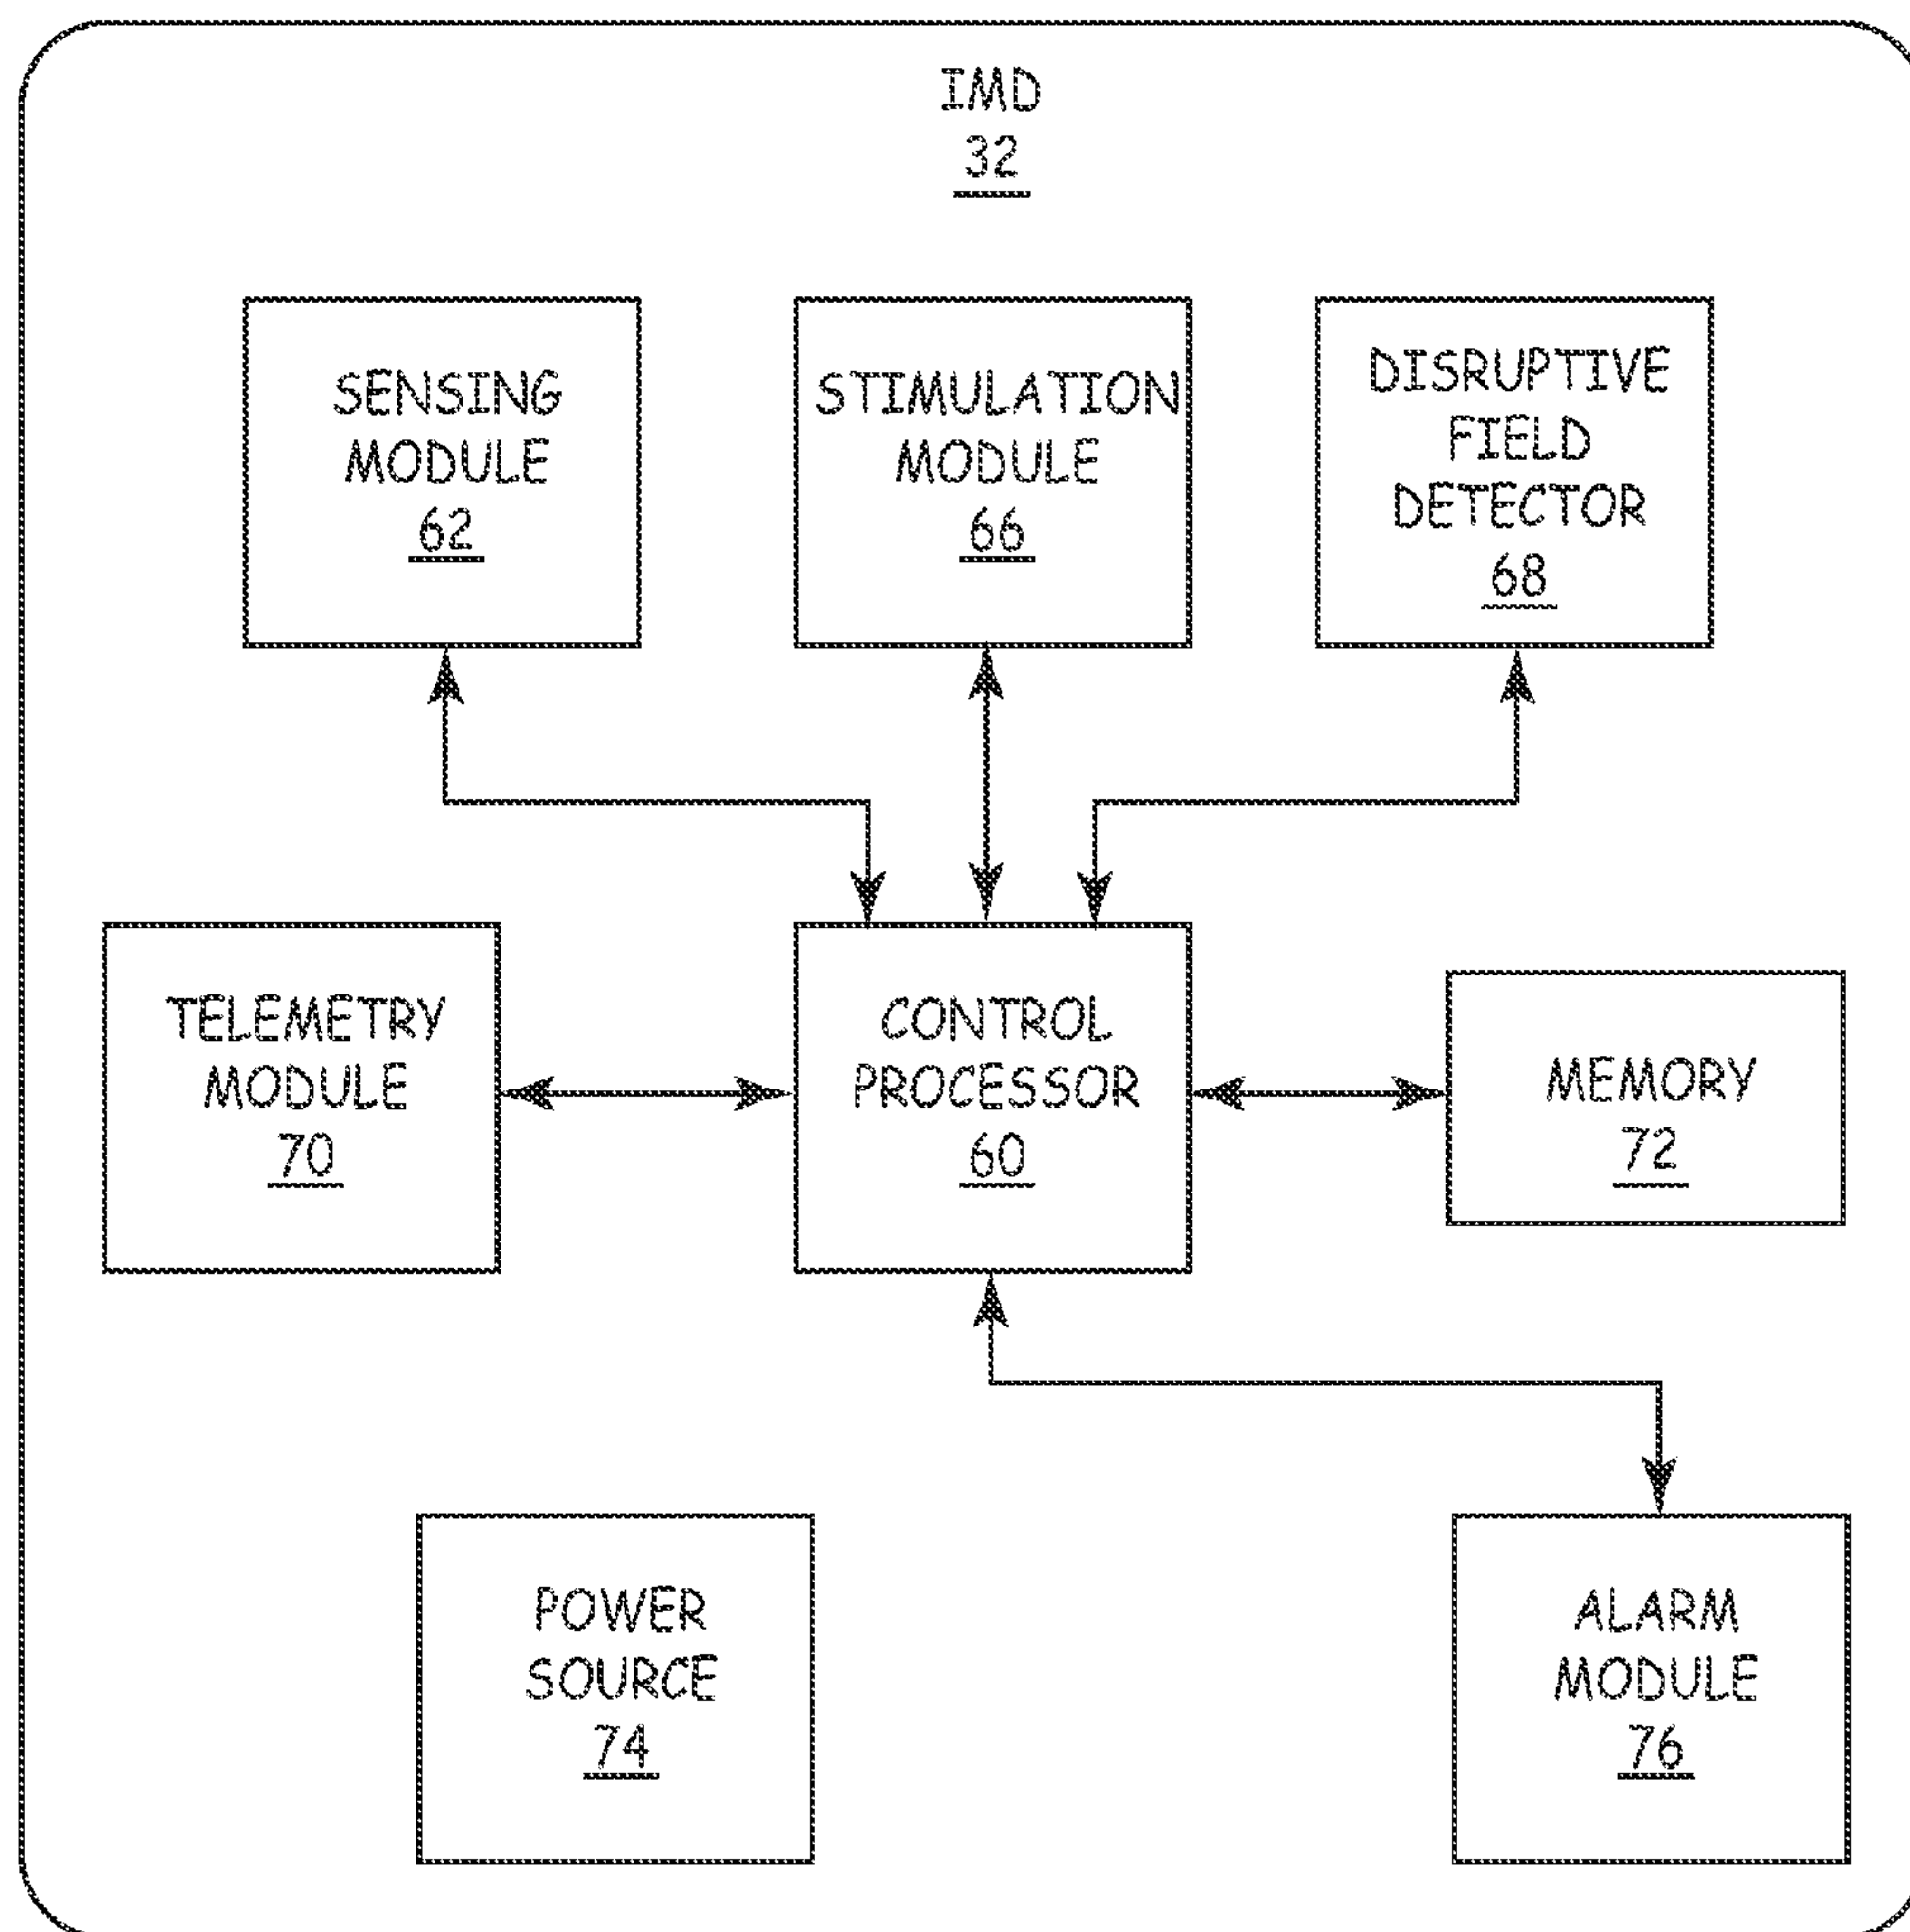 IMD
32
SENSING
MODULE
62
STIMULATION
MODULE
66
DISRUPTIVE
FIELD
DETECTOR
68
TELEMETRY
MODULE
70
CONTROL
PROCESSOR
60
MEMORY
72
POWER
SOURCE
74
ALARM
MODULE
76